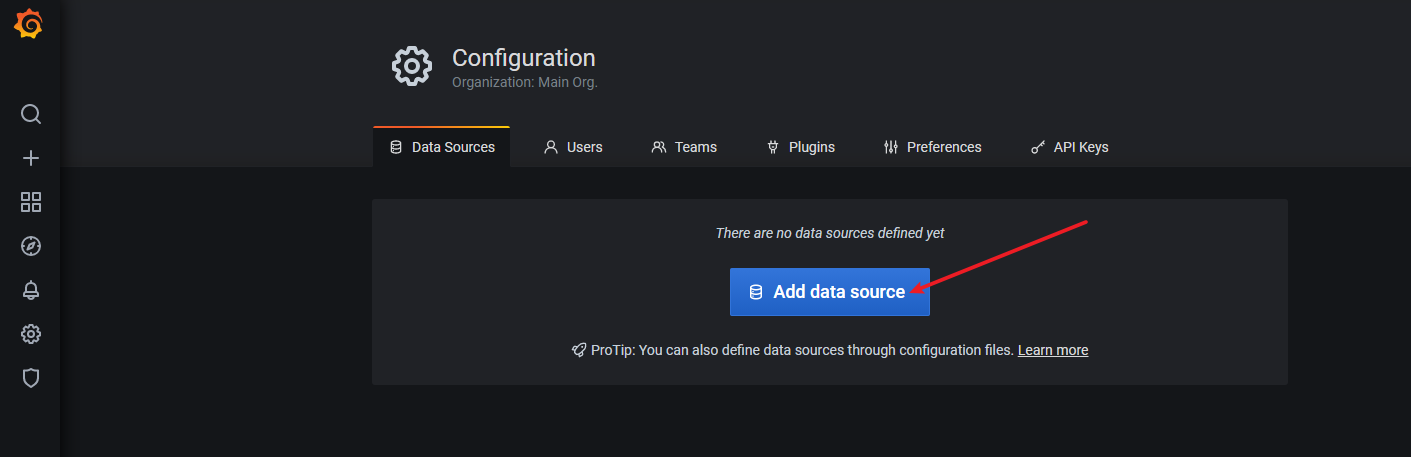 Configuration
Organization: Main Org.
Data Sources
Users
Teams
Plugins
Preferences
API Keys
There are no data sources defined yet
Add data source
ProTip: You can also define data sources through configuration files. Learn more